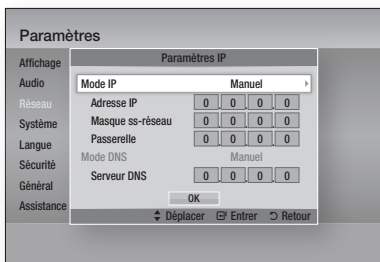 Paramètres
Affichage
Audio
Réseau
Système
Langue
Sécurité
Général
Assistance
Paramètres IP
Mode IP Manuel
Adresse IP 0 . 0 . 0 . 0
Masque ss-réseau 0 . 0 . 0 . 0
Passerelle 0 . 0 . 0 . 0
Mode DNS Manuel
Serveur DNS 0 . 0 . 0 . 0
OK
Déplacer Entrer Retour